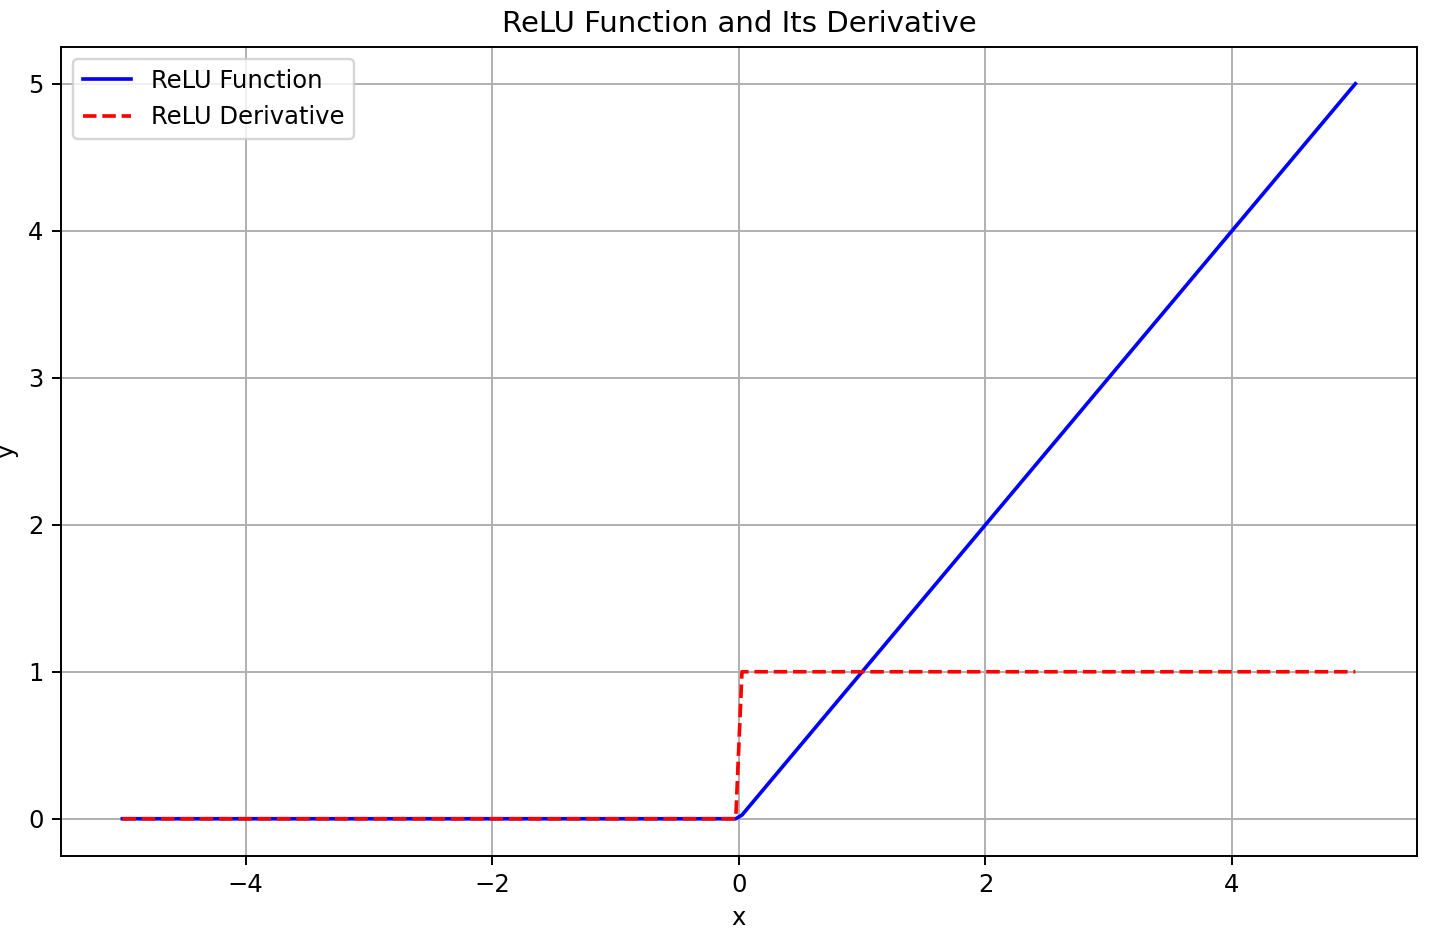 ReLU Function and Its Derivative
ReLU Function
ReLU Derivative
5
4
3
2
1
0
y
−4 −2 0 2 4
x